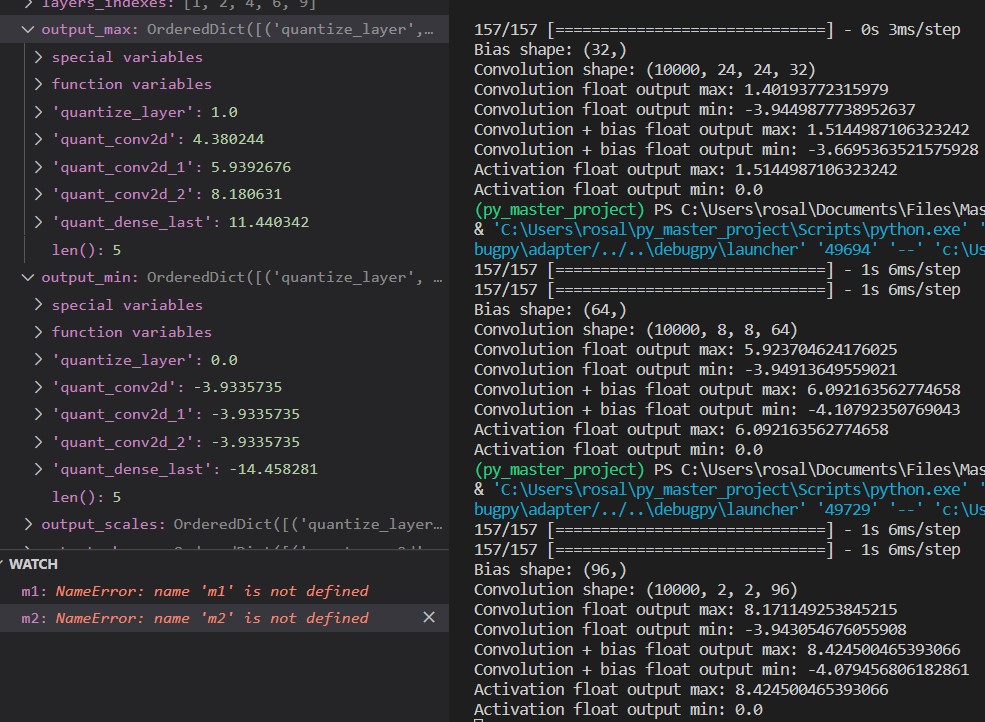 layers_indexes: [1, 2, 4, 6, 9]
output_max: OrderedDict([('quantize_layer',…
special variables
function variables
'quantize_layer': 1.0
'quant_conv2d': 4.380244
'quant_conv2d_1': 5.9392676
'quant_conv2d_2': 8.180631
'quant_dense_last': 11.440342
len(): 5
output_min: OrderedDict([('quantize_layer', …
special variables
function variables
'quantize_layer': 0.0
'quant_conv2d': -3.9335735
'quant_conv2d_1': -3.9335735
'quant_conv2d_2': -3.9335735
'quant_dense_last': -14.458281
len(): 5
output_scales: OrderedDict([('quantize_layer…
WATCH
m1: NameError: name 'm1' is not defined
m2: NameError: name 'm2' is not defined
157/157 [==============================] - 0s 3ms/step
Bias shape: (32,)
Convolution shape: (10000, 24, 24, 32)
Convolution float output max: 1.40193772315979
Convolution float output min: -3.9449877738952637
Convolution + bias float output max: 1.5144987106323242
Convolution + bias float output min: -3.6695363521575928
Activation float output max: 1.5144987106323242
Activation float output min: 0.0
(py_master_project) PS C:\Users\rosal\Documents\Files\Mas
& 'C:\Users\rosal\py_master_project\Scripts\python.exe' '
bugpy\adapter/../..\debugpy\launcher' '49694' '--' 'c:\Us
157/157 [==============================] - 1s 6ms/step
157/157 [==============================] - 1s 6ms/step
Bias shape: (64,)
Convolution shape: (10000, 8, 8, 64)
Convolution float output max: 5.923704624176025
Convolution float output min: -3.94913649559021
Convolution + bias float output max: 6.092163562774658
Convolution + bias float output min: -4.10792350769043
Activation float output max: 6.092163562774658
Activation float output min: 0.0
(py_master_project) PS C:\Users\rosal\Documents\Files\Mas
& 'C:\Users\rosal\py_master_project\Scripts\python.exe' '
bugpy\adapter/../..\debugpy\launcher' '49729' '--' 'c:\Us
157/157 [==============================] - 1s 6ms/step
157/157 [==============================] - 1s 6ms/step
Bias shape: (96,)
Convolution shape: (10000, 2, 2, 96)
Convolution float output max: 8.171149253845215
Convolution float output min: -3.943054676055908
Convolution + bias float output max: 8.424500465393066
Convolution + bias float output min: -4.079456806182861
Activation float output max: 8.424500465393066
Activation float output min: 0.0